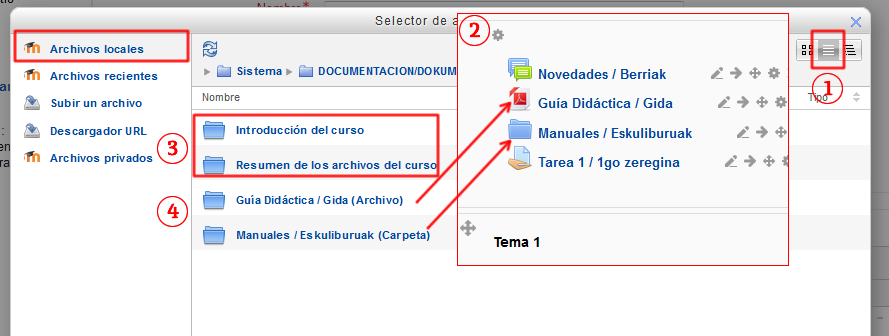 Nombre*
Selector de a
Archivos locales
Archivos recientes
Subir un archivo
Descargador URL
Archivos privados
Sistema
DOCUMENTACION/DOKUM
Nombre
Tipo
Introducción del curso
Resumen de los archivos del curso
Guía Didáctica / Gida (Archivo)
Manuales / Eskuliburuak (Carpeta)
1
2
3
4
Novedades / Berriak
Guía Didáctica / Gida
Manuales / Eskuliburuak
Tarea 1 / 1go zeregina
Tema 1